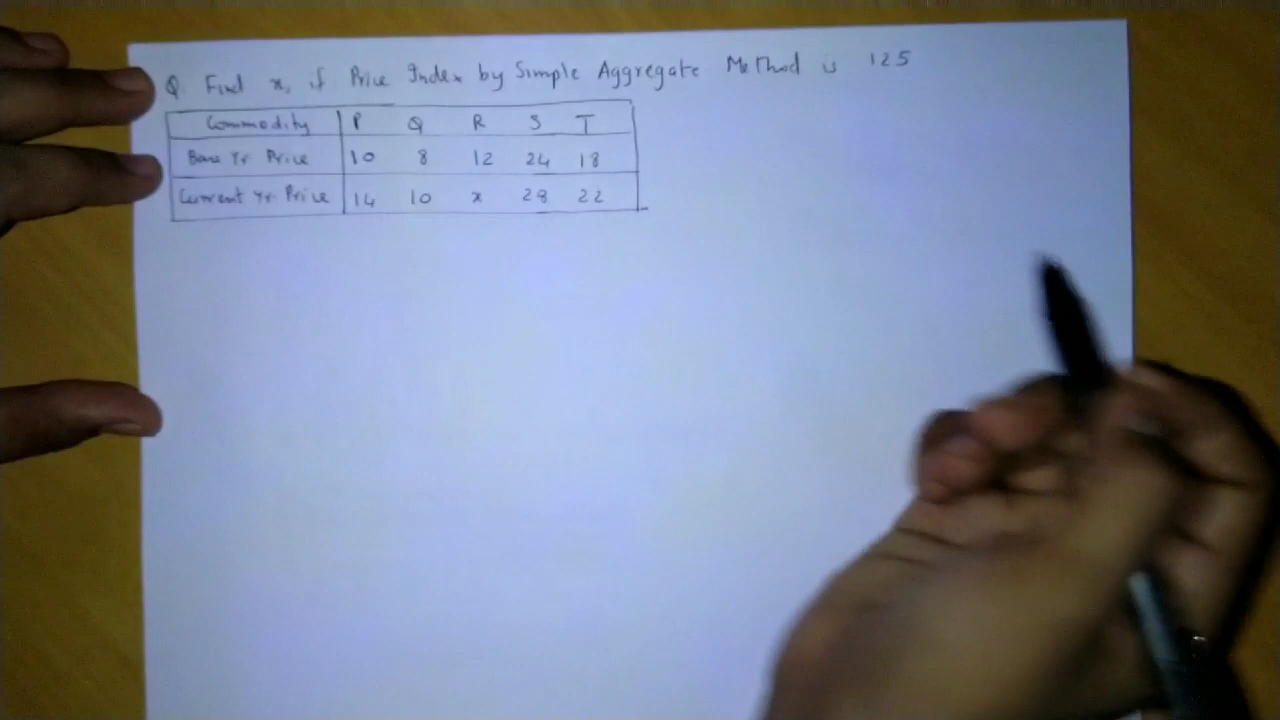 Q. Find x, if Price Index by Simple Aggregate Method is 125
Commodity P Q R S T
Base Yr Price 10 8 12 24 18
Current Yr. Price 14 10 x 28 22